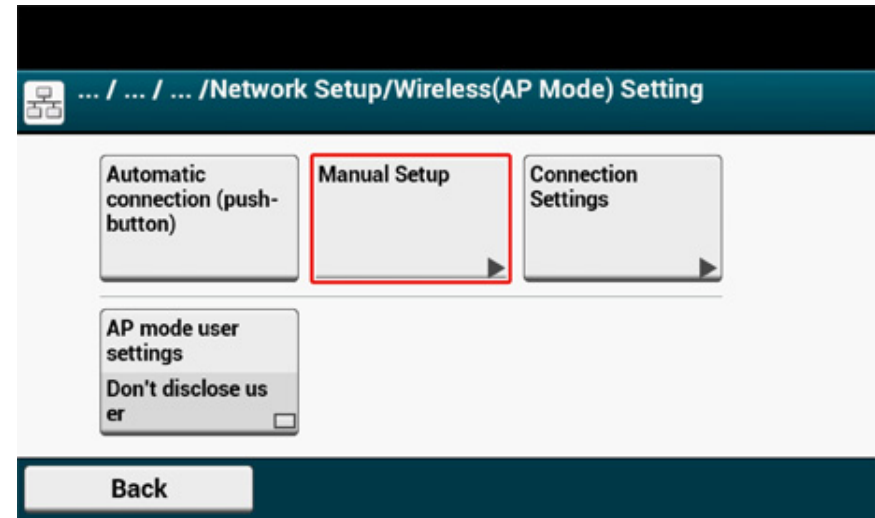 ... / ... / ... /Network Setup/Wireless(AP Mode) Setting
Automatic
connection (push-
button)
Manual Setup
Connection
Settings
AP mode user
settings
Don't disclose us
er
Back